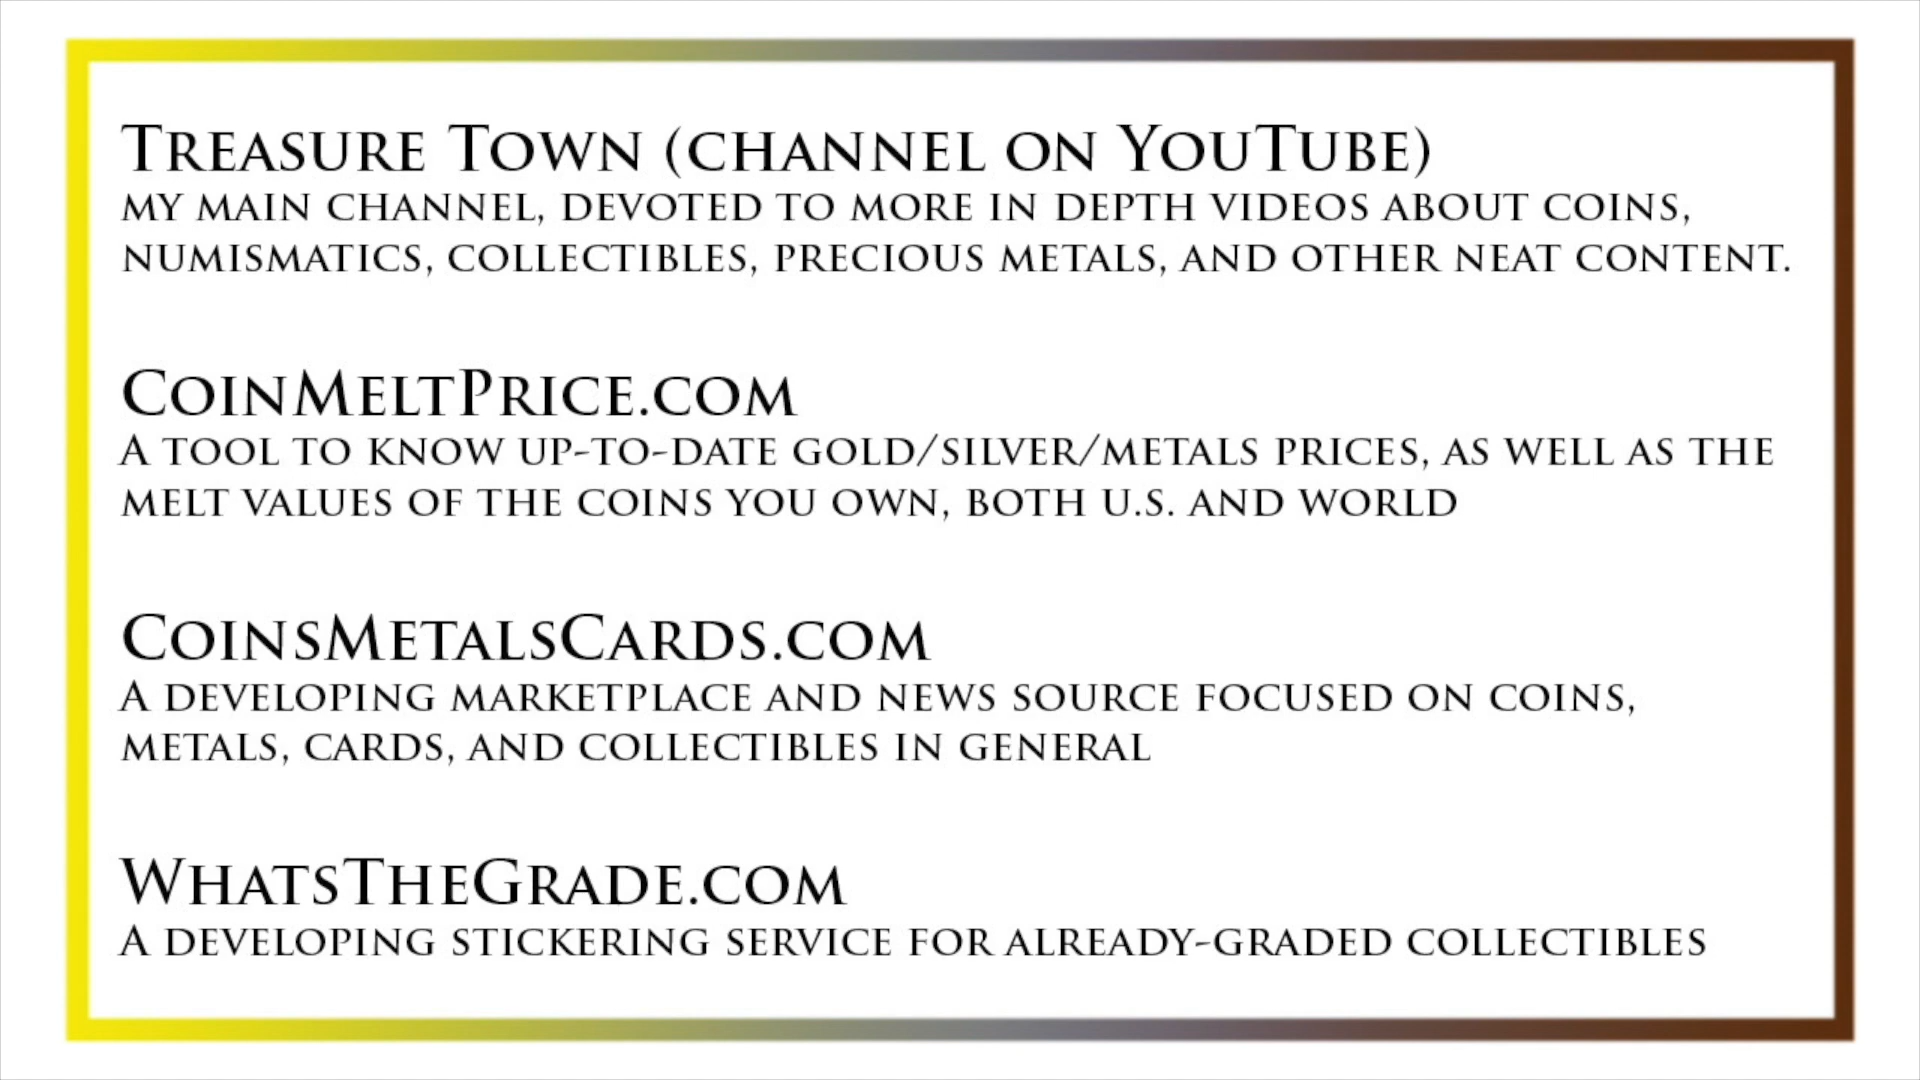 Treasure Town (channel on YouTube)
my main channel, devoted to more in depth videos about coins,
numismatics, collectibles, precious metals, and other neat content.
CoinMeltPrice.com
A tool to know up-to-date gold/silver/metals prices, as well as the
melt values of the coins you own, both U.S. and world
CoinsMetalsCards.com
A developing marketplace and news source focused on coins,
metals, cards, and collectibles in general
WhatsTheGrade.com
A developing stickering service for already-graded collectibles